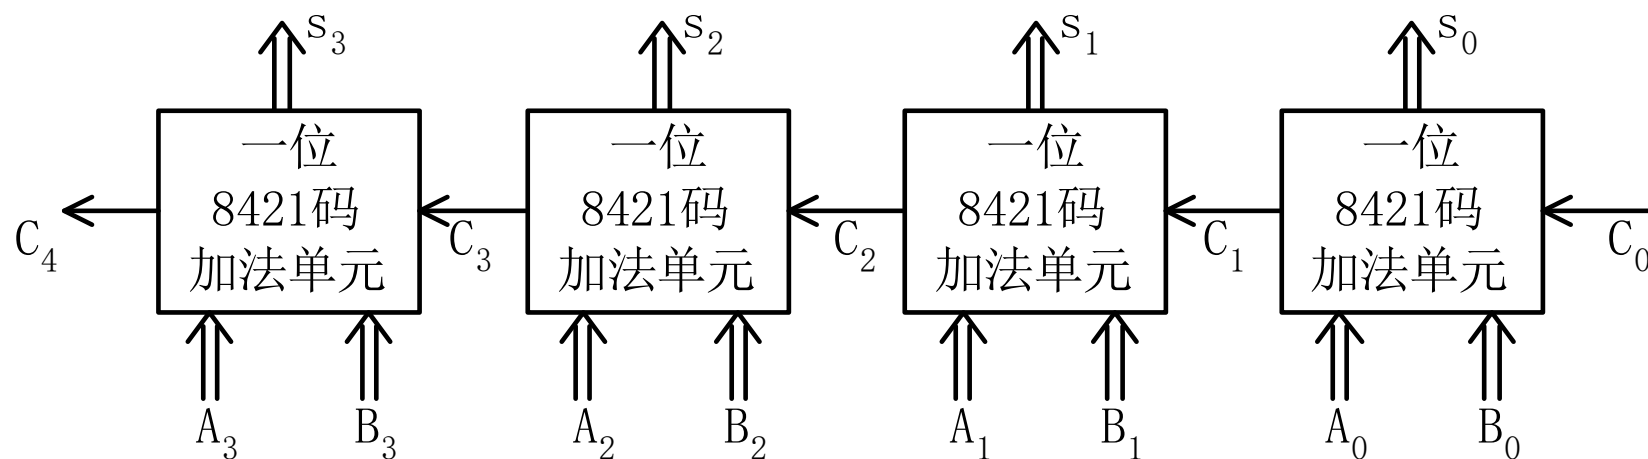 S₃ S₂ S₁ S₀
一位 一位 一位 一位
8421码 8421码 8421码 8421码
C₄ C₃ C₂ C₁ C₀
加法单元 加法单元 加法单元 加法单元
A₃ B₃ A₂ B₂ A₁ B₁ A₀ B₀